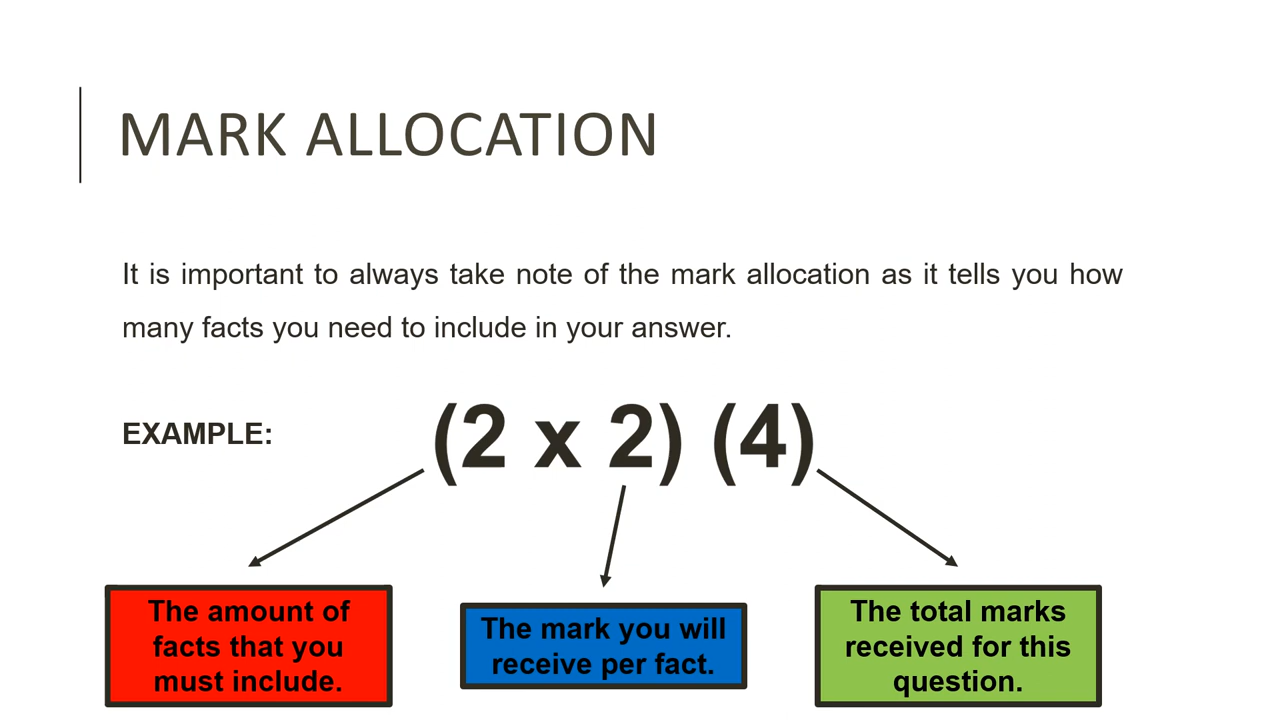 MARK ALLOCATION
It is important to always take note of the mark allocation as it tells you how
many facts you need to include in your answer.
EXAMPLE:
(2 x 2) (4)
The amount of
facts that you
must include.
The mark you will
receive per fact.
The total marks
received for this
question.